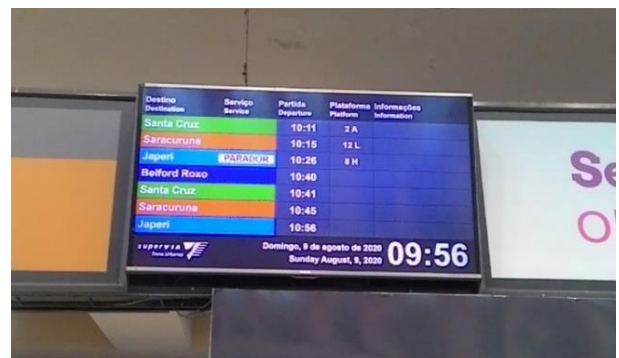 Destino Serviço Partida Plataforma Informações
Destination Service Departure Platform Information
Santa Cruz 10:11 2 A
Saracuruna 10:15 12 L
Japeri PARADOR 10:26 8 H
Belford Roxo 10:40
Santa Cruz 10:41
Saracuruna 10:45
Japeri 10:56
SUPERVIA Domingo, 9 de agosto de 2020 09:56
Trens Urbanos Sunday August, 9, 2020
Se
O